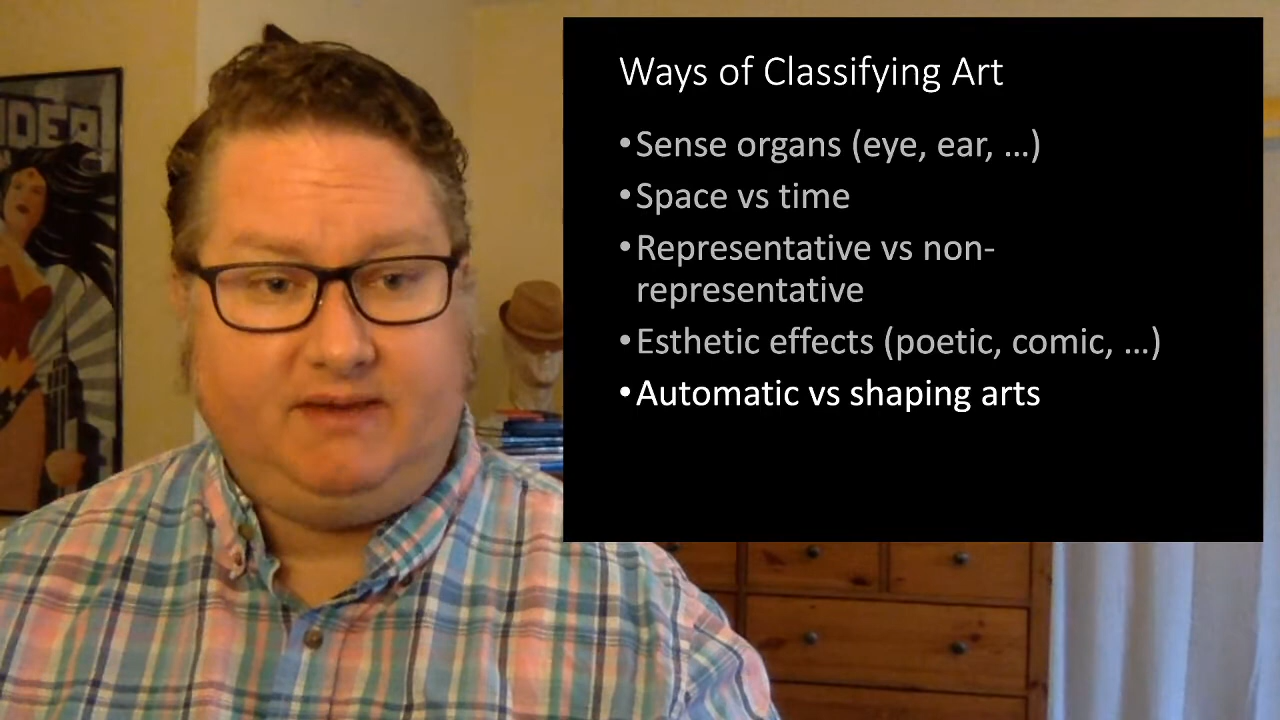 Ways of Classifying Art
•Sense organs (eye, ear, ...)
•Space vs time
•Representative vs non-
representative
•Esthetic effects (poetic, comic, ...)
•Automatic vs shaping arts